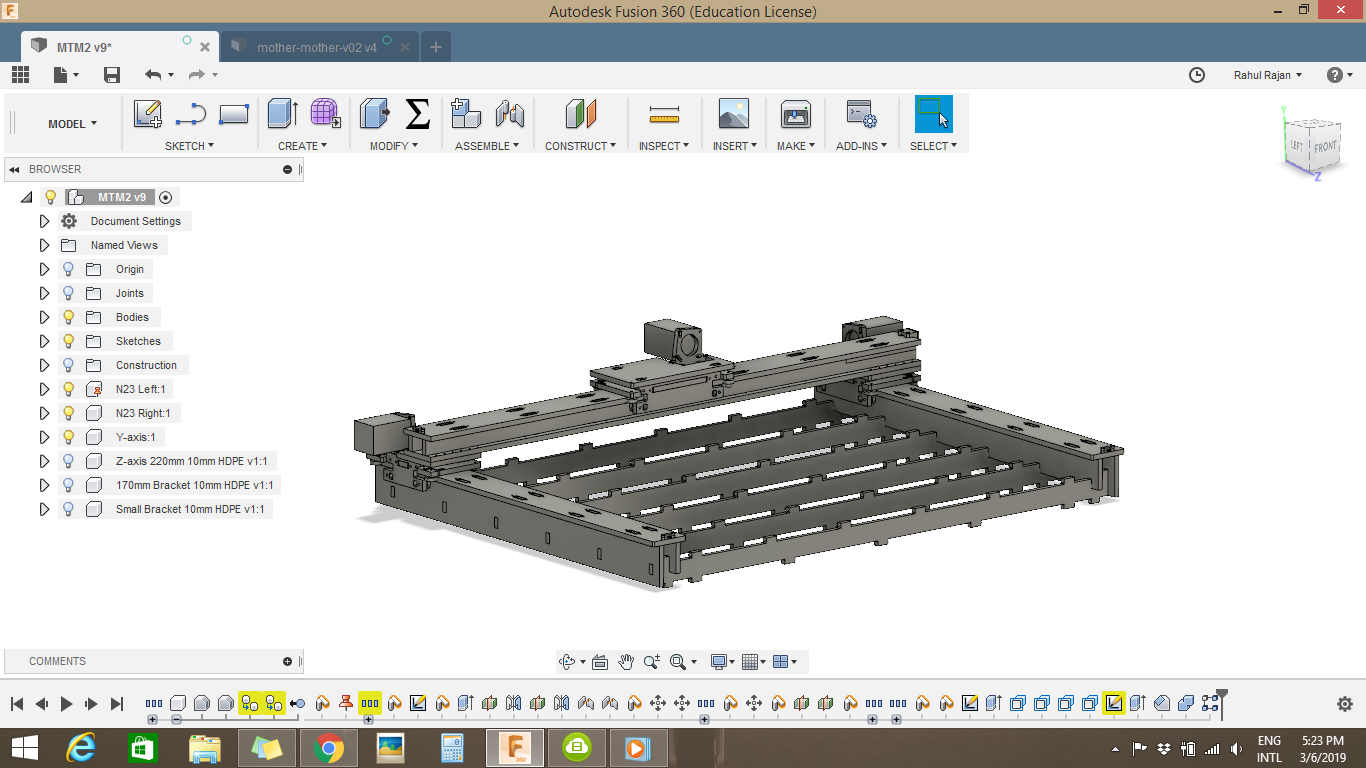 Autodesk Fusion 360 (Education License)
MTM2 v9*
mother-mother-v02 v4
Rahul Rajan
MODEL
SKETCH
CREATE
MODIFY
ASSEMBLE
CONSTRUCT
INSPECT
INSERT
MAKE
ADD-INS
SELECT
Y
LEFT
FRONT
Z
BROWSER
MTM2 v9
Document Settings
Named Views
Origin
Joints
Bodies
Sketches
Construction
N23 Left:1
N23 Right:1
Y-axis:1
Z-axis 220mm 10mm HDPE v1:1
170mm Bracket 10mm HDPE v1:1
Small Bracket 10mm HDPE v1:1
COMMENTS
F
360
ENG
INTL
5:23 PM
3/6/2019